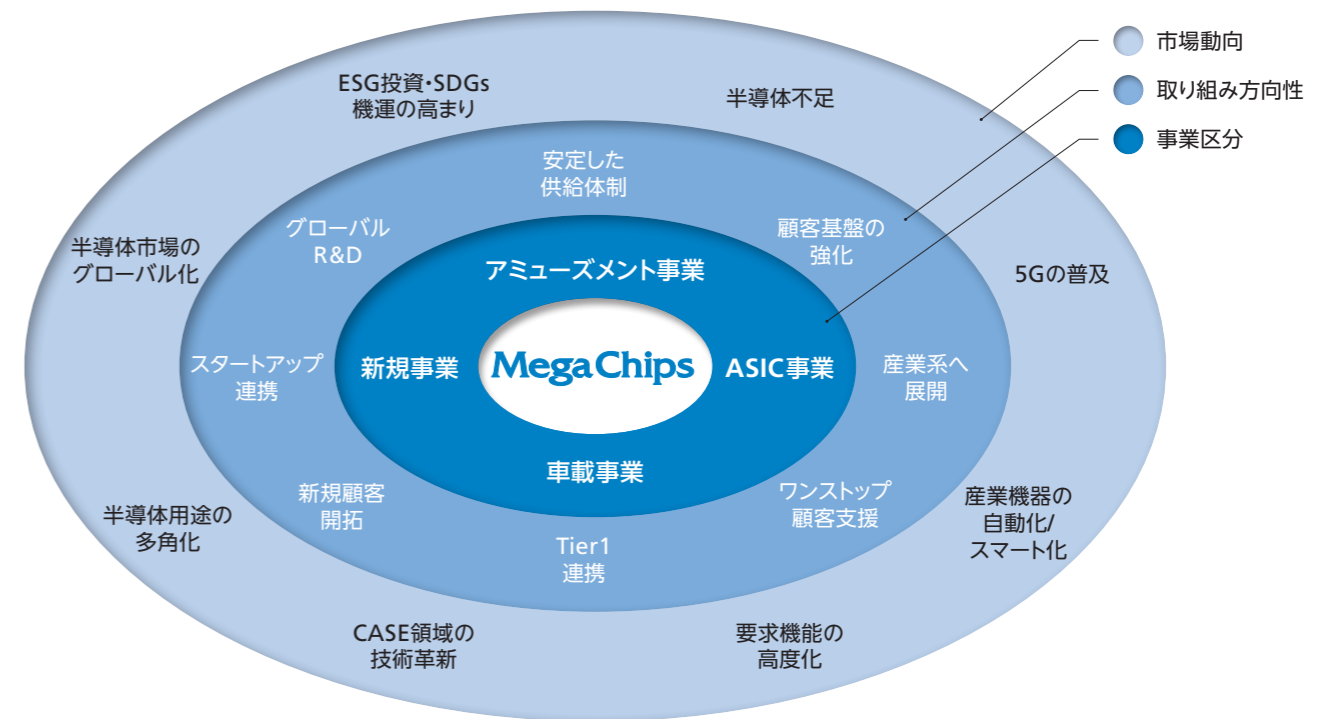 市場動向
取り組み方向性
事業区分
ESG投資・SDGs
機運の高まり
半導体不足
安定した
供給体制
グローバル
R&D
顧客基盤の
強化
半導体市場の
グローバル化
アミューズメント事業
5Gの普及
スタートアップ
連携
新規事業
MegaChips
ASIC事業
産業系へ
展開
車載事業
新規顧客
開拓
ワンストップ
顧客支援
半導体用途の
多角化
産業機器の
自動化/
スマート化
Tier1
連携
CASE領域の
技術革新
要求機能の
高度化